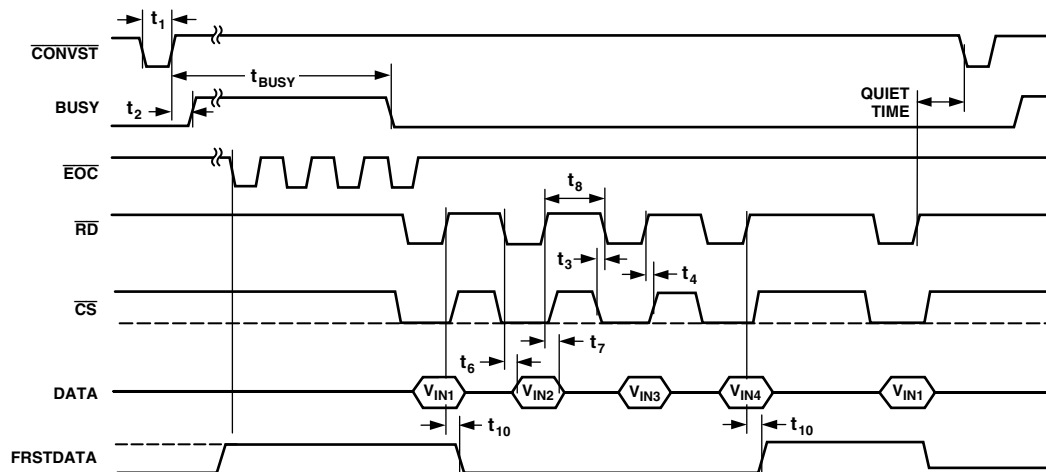 t1
CONVST
tBUSY
BUSY
t2
QUIET
TIME
EOC
t8
RD
t3
t4
CS
t7
t6
DATA
VIN1
VIN2
VIN3
VIN4
VIN1
t10
t10
FRSTDATA